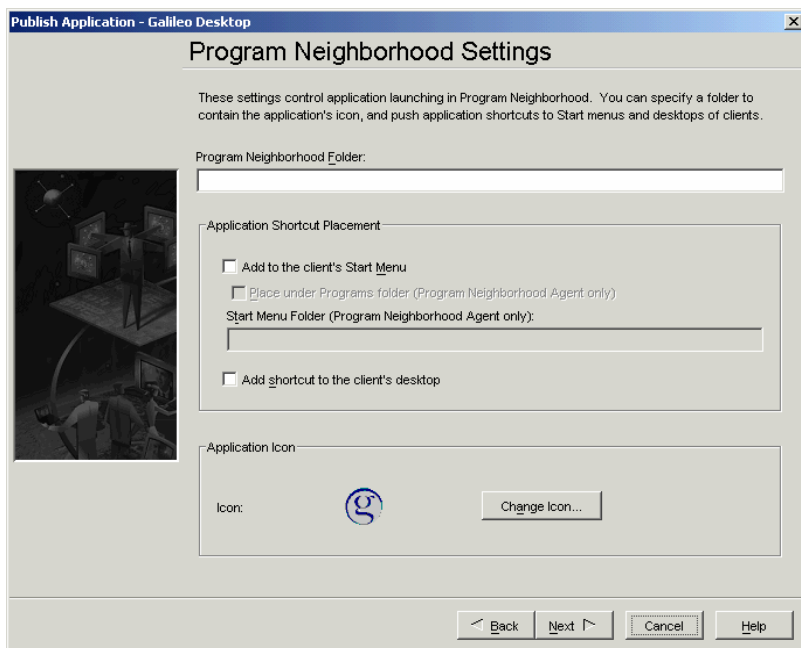 Publish Application - Galileo Desktop
Program Neighborhood Settings
These settings control application launching in Program Neighborhood. You can specify a folder to
contain the application's icon, and push application shortcuts to Start menus and desktops of clients.
Program Neighborhood Folder:
Application Shortcut Placement
Add to the client's Start Menu
Place under Programs folder (Program Neighborhood Agent only)
Start Menu Folder (Program Neighborhood Agent only):
Add shortcut to the client's desktop
Application Icon
Icon:
g
Change Icon...
Back
Next
Cancel
Help